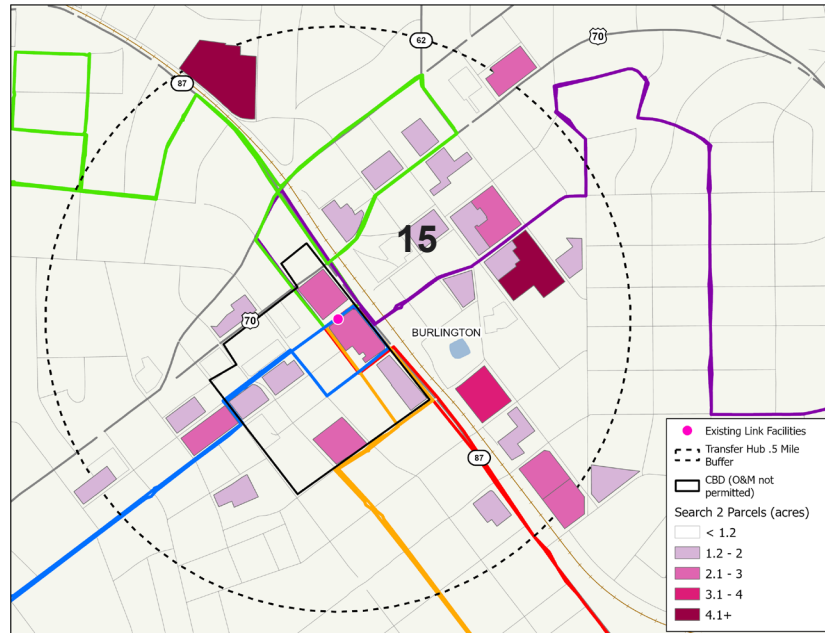 62
70
87
15
70
BURLINGTON
87
Existing Link Facilities
Transfer Hub .5 Mile
Buffer
CBD (O&M not
permitted)
Search 2 Parcels (acres)
< 1.2
1.2 - 2
2.1 - 3
3.1 - 4
4.1+